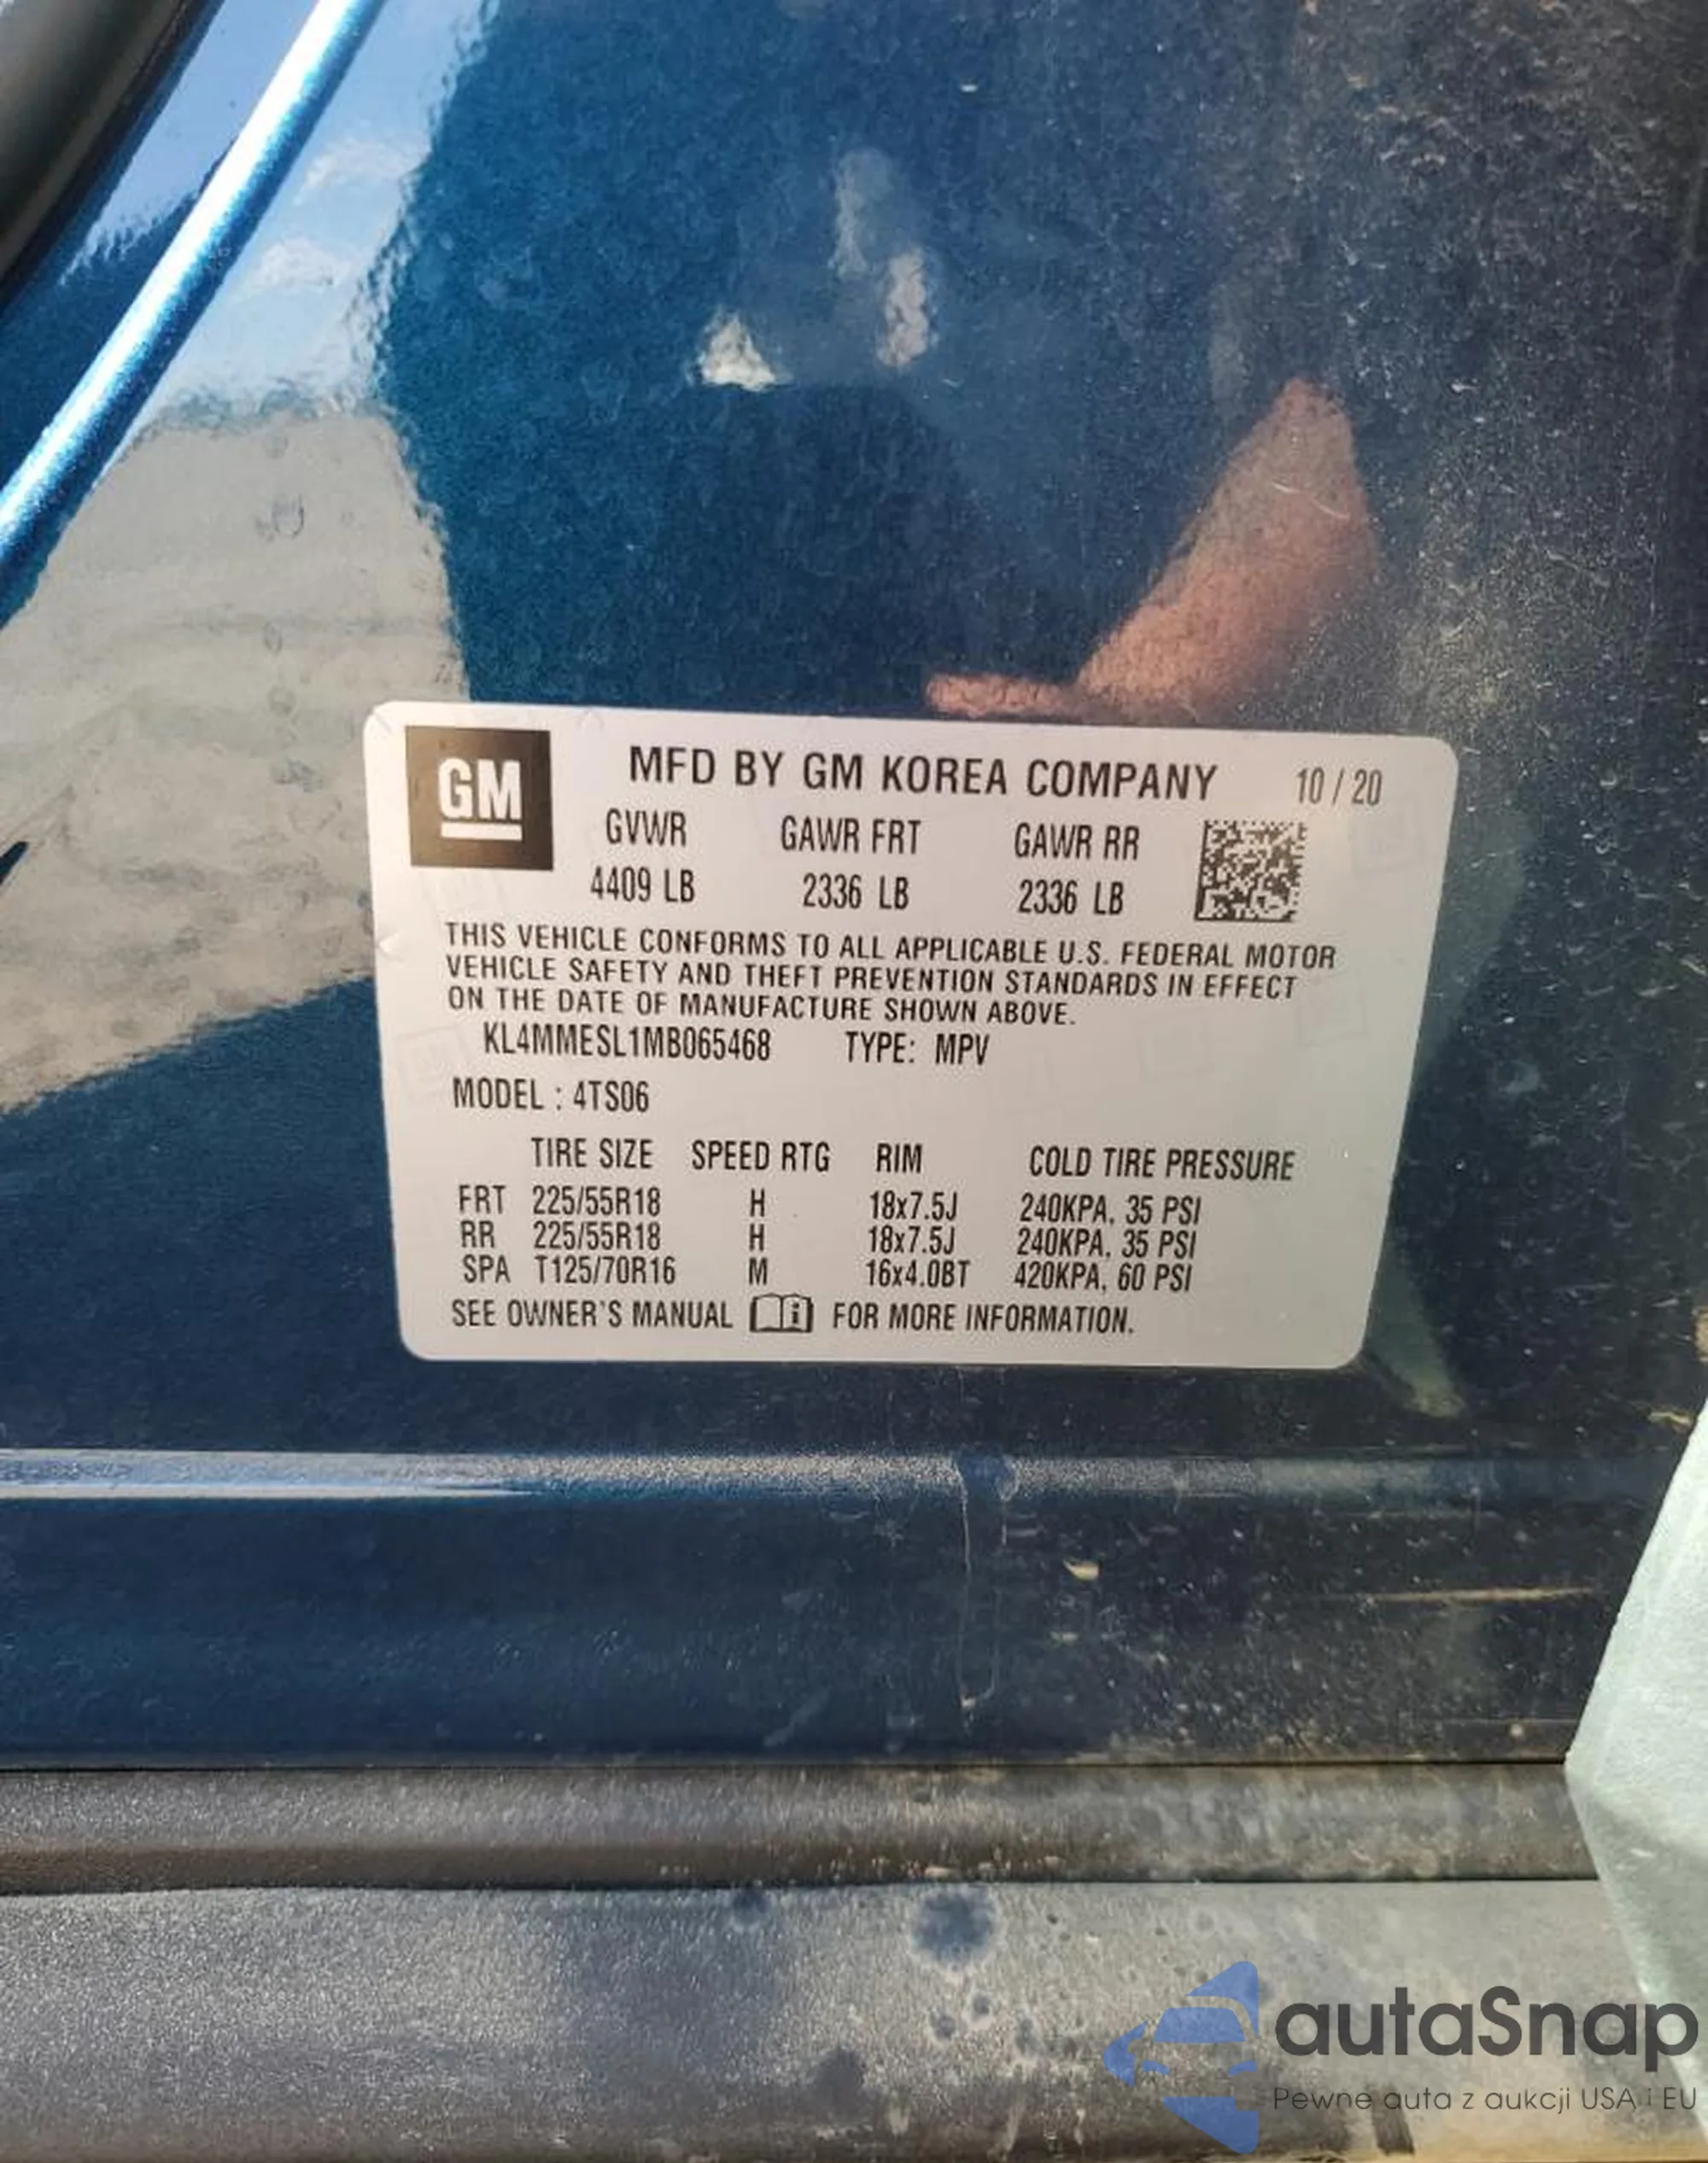 GM
MFD BY GM KOREA COMPANY 10 / 20
GVWR GAWR FRT GAWR RR
4409 LB 2336 LB 2336 LB
THIS VEHICLE CONFORMS TO ALL APPLICABLE U.S. FEDERAL MOTOR
VEHICLE SAFETY AND THEFT PREVENTION STANDARDS IN EFFECT
ON THE DATE OF MANUFACTURE SHOWN ABOVE.
KL4MMESL1MB065468 TYPE: MPV
MODEL : 4TS06
TIRE SIZE SPEED RTG RIM COLD TIRE PRESSURE
FRT 225/55R18 H 18x7.5J 240KPA, 35 PSI
RR 225/55R18 H 18x7.5J 240KPA, 35 PSI
SPA T125/70R16 M 16x4.0BT 420KPA, 60 PSI
SEE OWNER'S MANUAL FOR MORE INFORMATION.
autaSnap
Pewne auta z aukcji USA i EU